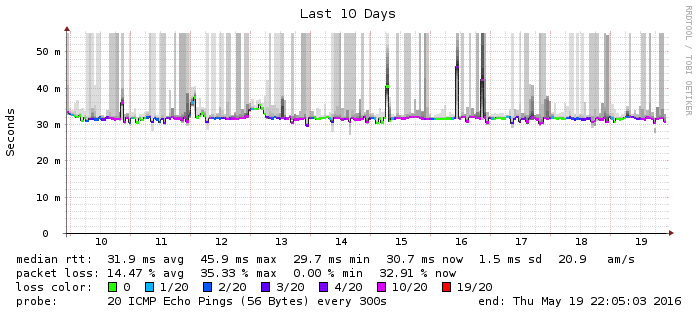 Last 10 Days
RRDTOOL / TOBI OETIKER
Seconds
50 m
40 m
30 m
20 m
10 m
0
10 11 12 13 14 15 16 17 18 19
median rtt: 31.9 ms avg 45.9 ms max 29.7 ms min 30.7 ms now 1.5 ms sd 20.9 am/s
packet loss: 14.47 % avg 35.33 % max 0.00 % min 32.91 % now
loss color: 0 1/20 2/20 3/20 4/20 10/20 19/20
probe: 20 ICMP Echo Pings (56 Bytes) every 300s end: Thu May 19 22:05:03 2016